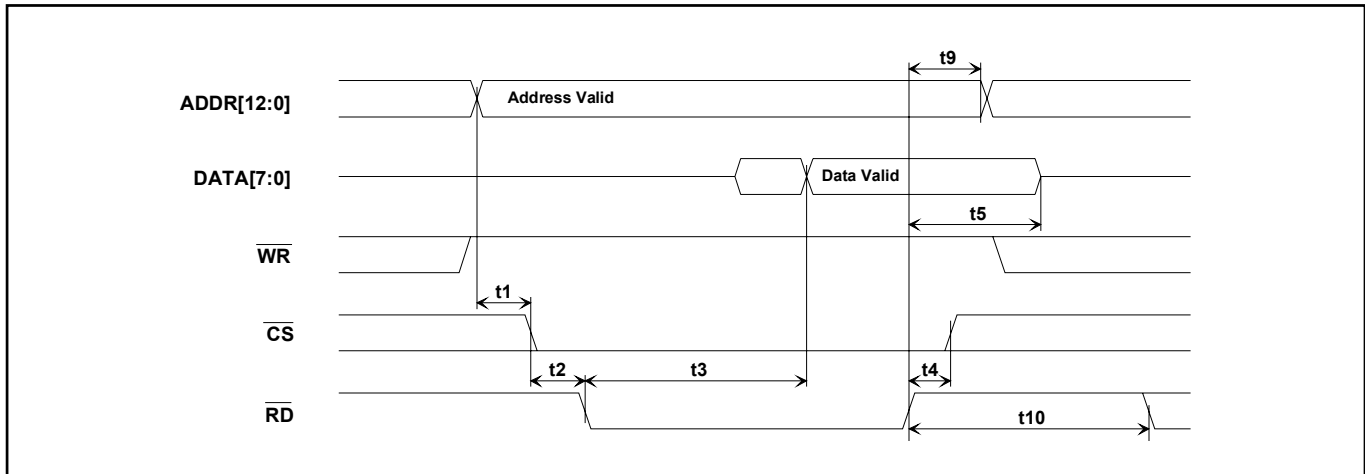 t9
ADDR[12:0] Address Valid
DATA[7:0] Data Valid
t5
WR
t1
CS
t2 t3 t4
RD
t10